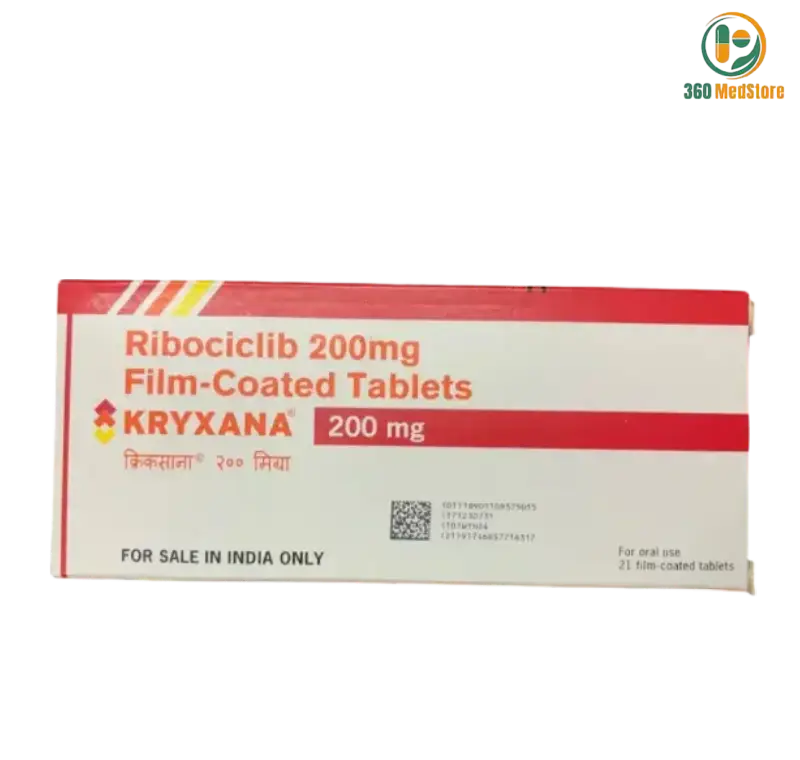 360 MedStore
Ribociclib 200mg
Film-Coated Tablets
KRYXANA® 200 mg
क्रिकसाना® २०० मिग्रा
FOR SALE IN INDIA ONLY
For oral use
21 film-coated tablets